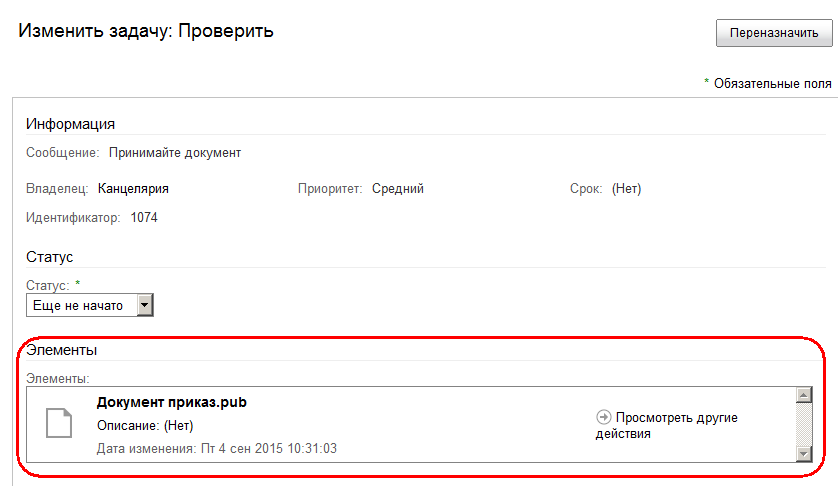 Изменить задачу: Проверить
Переназначить
* Обязательные поля
Информация
Сообщение: Принимайте документ
Владелец: Канцелярия Приоритет: Средний Срок: (Нет)
Идентификатор: 1074
Статус
Статус: *
Еще не начато
Элементы
Элементы:
Документ приказ.pub
Описание: (Нет)
Дата изменения: Пт 4 сен 2015 10:31:03
Просмотреть другие
действия